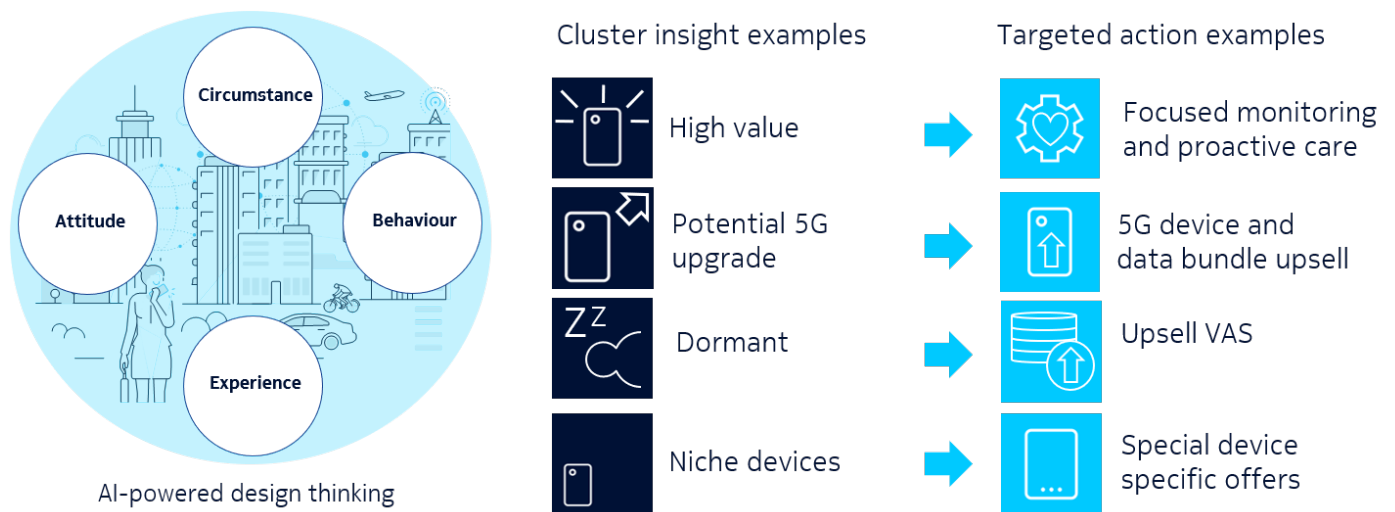 Circumstance
Attitude
Behaviour
Experience
AI-powered design thinking
Cluster insight examples
Targeted action examples
High value
Focused monitoring
and proactive care
Potential 5G
upgrade
5G device and
data bundle upsell
Z Z
Dormant
Upsell VAS
Niche devices
Special device
specific offers